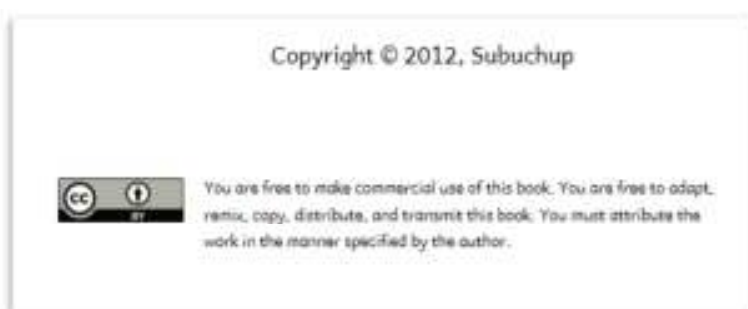 Copyright © 2012, Subuchup
cc
BY
You are free to make commercial use of this book. You are free to adapt,
remix, copy, distribute, and transmit this book. You must attribute the
work in the manner specified by the author.